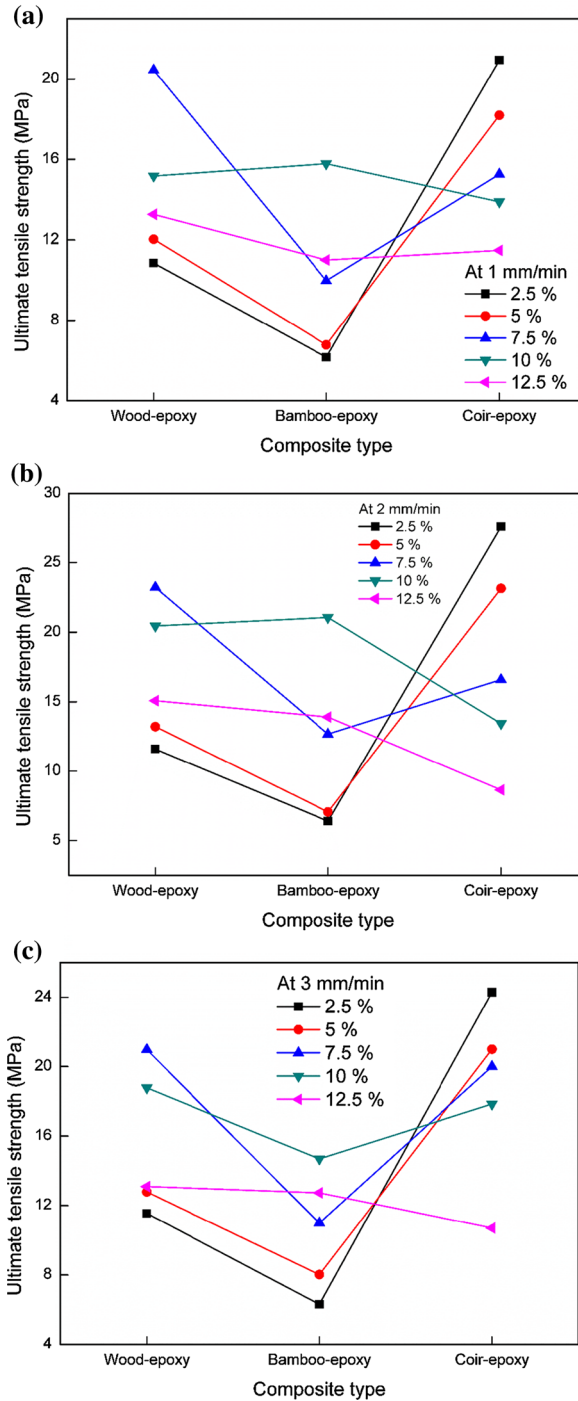 (a)
20
16
12
8
4
Ultimate tensile strength (MPa)
At 1 mm/min
2.5 %
5 %
7.5 %
10 %
12.5 %
Wood-epoxy Bamboo-epoxy Coir-epoxy
Composite type
(b)
30
25
20
15
10
5
Ultimate tensile strength (MPa)
At 2 mm/min
2.5 %
5 %
7.5 %
10 %
12.5 %
Wood-epoxy Bamboo-epoxy Coir-epoxy
Composite type
(c)
24
20
16
12
8
4
Ultimate tensile strength (MPa)
At 3 mm/min
2.5 %
5 %
7.5 %
10 %
12.5 %
Wood-epoxy Bamboo-epoxy Coir-epoxy
Composite type